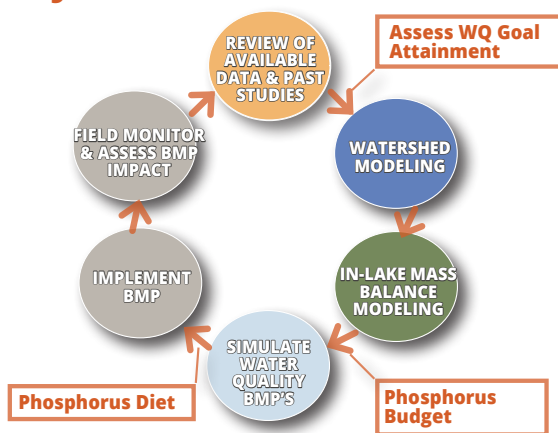 REVIEW OF
AVAILABLE
DATA & PAST
STUDIES
Assess WQ Goal
Attainment
WATERSHED
MODELING
IN-LAKE MASS
BALANCE
MODELING
Phosphorus
Budget
SIMULATE
WATER
QUALITY
BMP'S
Phosphorus Diet
IMPLEMENT
BMP
FIELD MONITOR
& ASSESS BMP
IMPACT